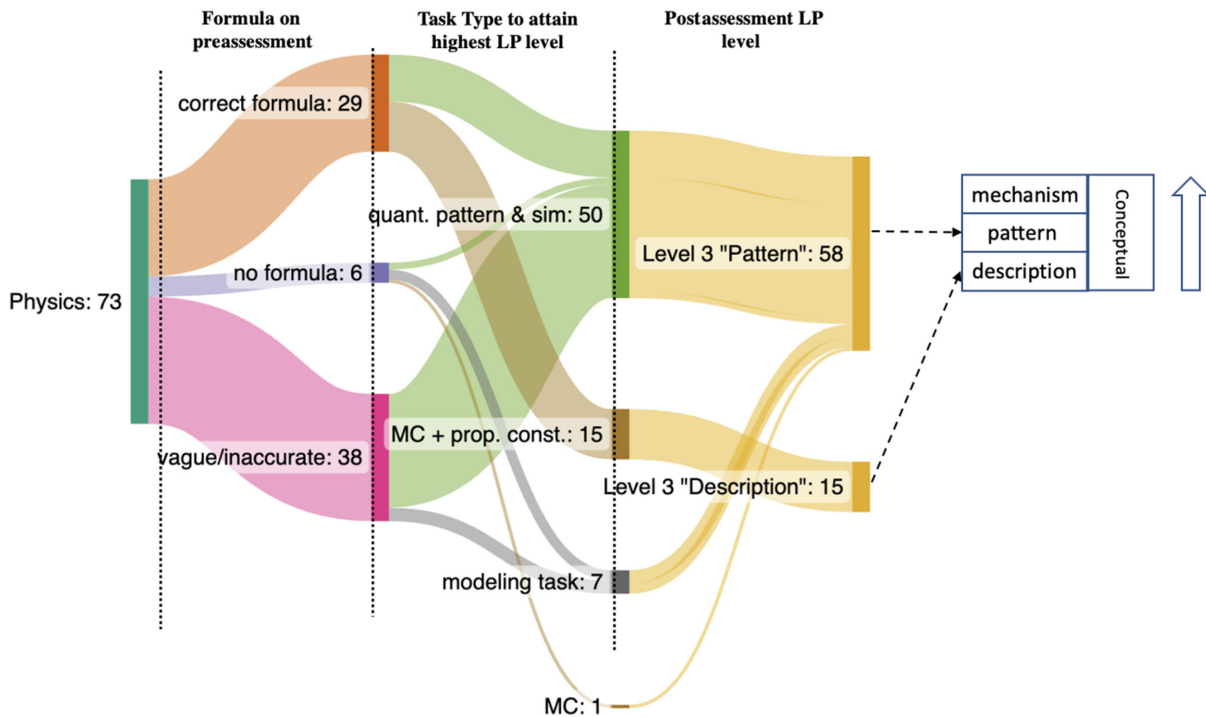 Formula on
preassessment
Task Type to attain
highest LP level
Postassessment LP
level
correct formula: 29
quant. pattern & sim: 50
no formula: 6
Level 3 "Pattern": 58
Physics: 73
MC + prop. const.: 15
vague/inaccurate: 38
Level 3 "Description": 15
modeling task: 7
MC: 1
mechanism
pattern
description
Conceptual